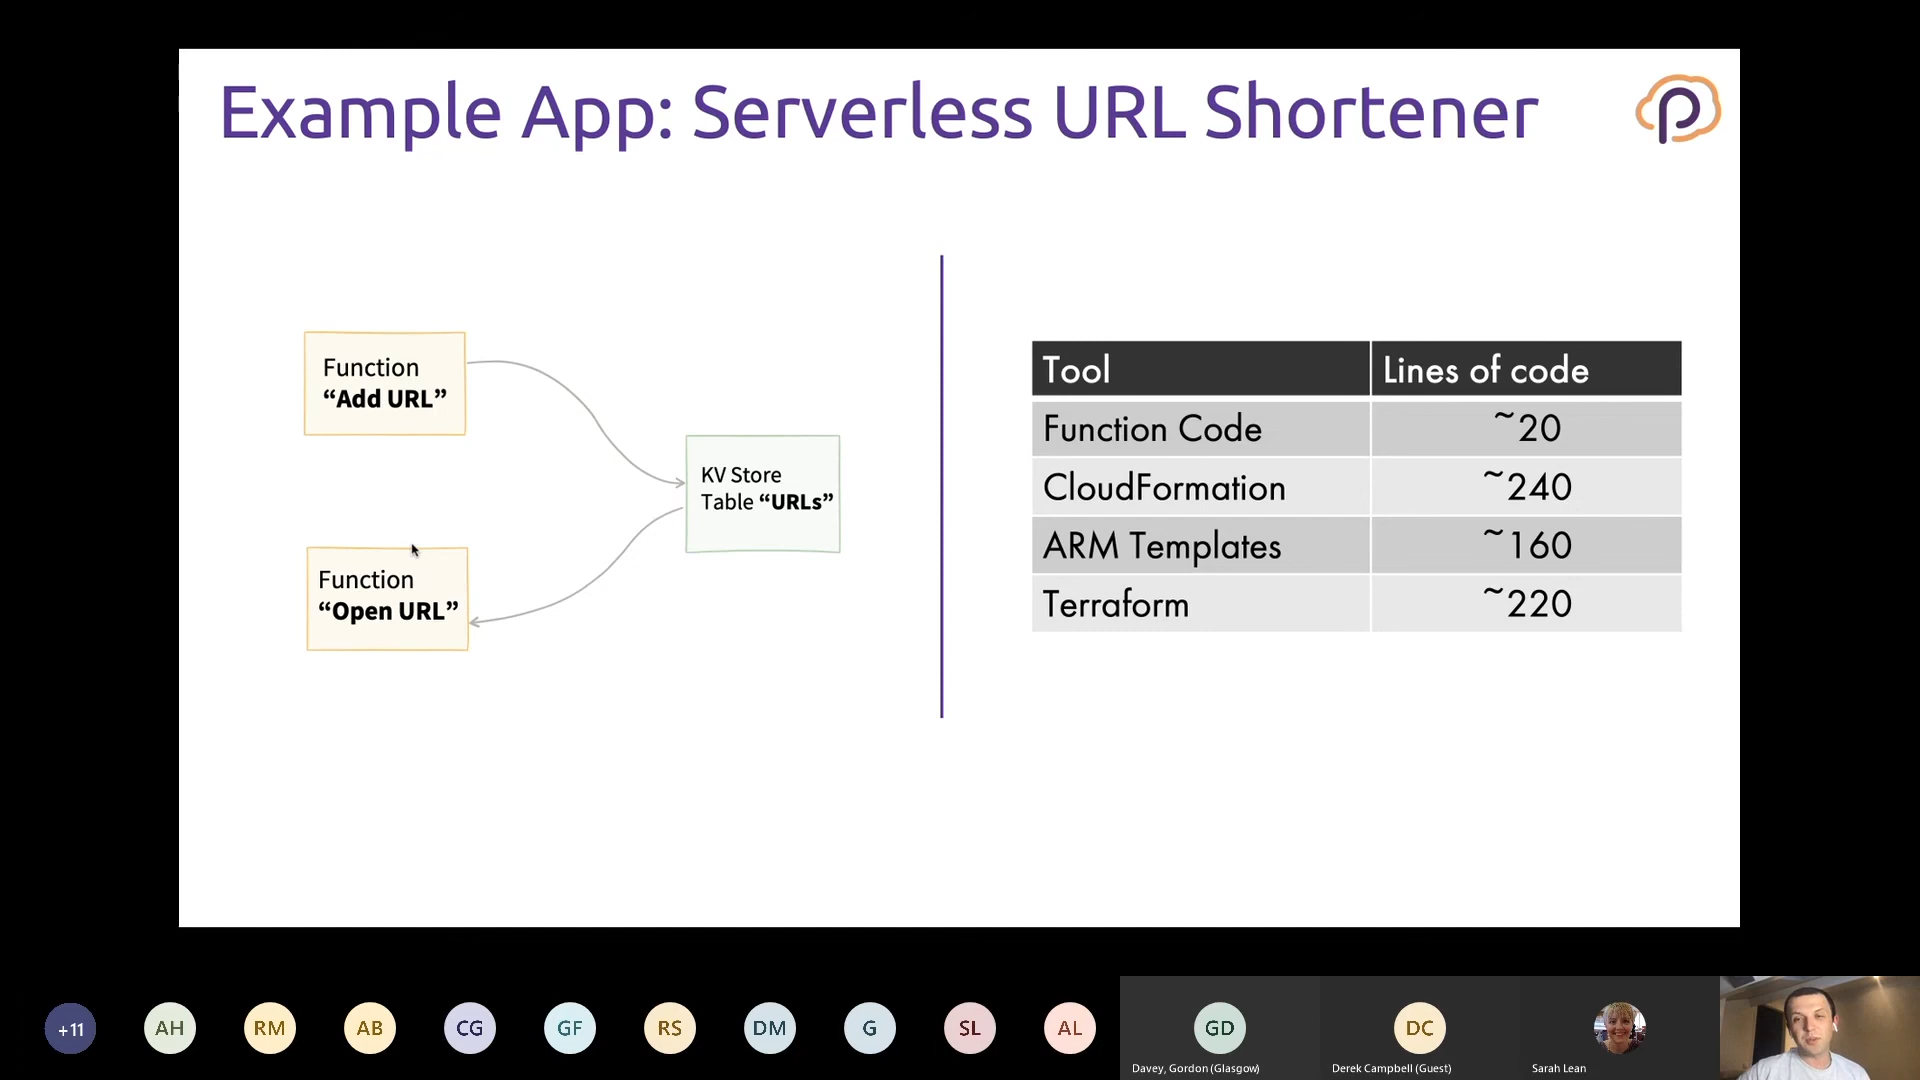 Example App: Serverless URL Shortener
Function
“Add URL”
KV Store
Table “URLs”
Function
“Open URL”
Tool Lines of code
Function Code ~20
CloudFormation ~240
ARM Templates ~160
Terraform ~220
+11 AH RM AB CG GF RS DM G SL AL GD DC
Davey, Gordon (Glasgow) Derek Campbell (Guest) Sarah Lean